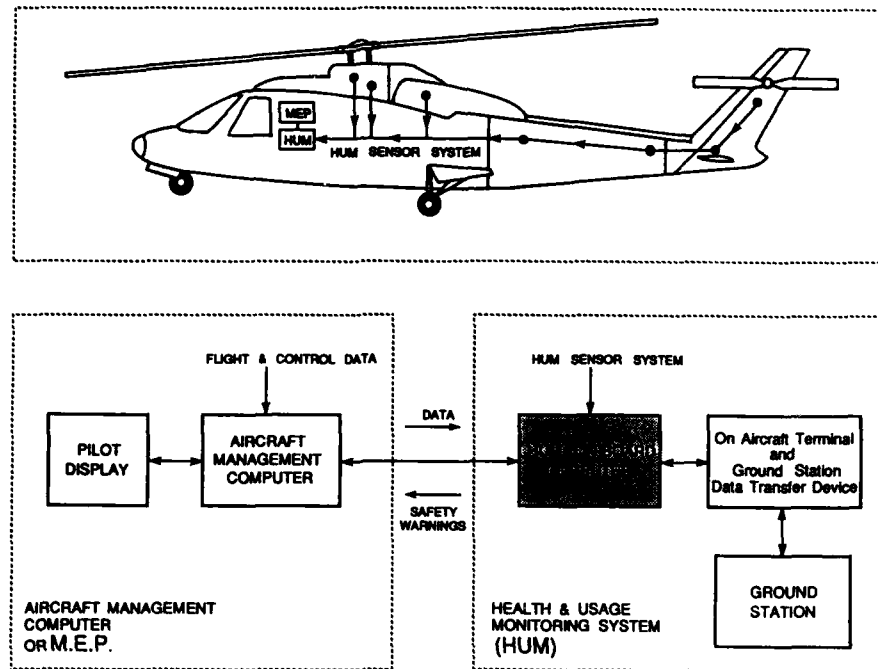 MEP
HUM
HUM SENSOR SYSTEM
FLIGHT & CONTROL DATA
HUM SENSOR SYSTEM
PILOT
DISPLAY
AIRCRAFT
MANAGEMENT
COMPUTER
DATA
SAFETY
WARNINGS
On Aircraft Terminal
and
Ground Station
Data Transfer Device
GROUND
STATION
AIRCRAFT MANAGEMENT
COMPUTER
OR M.E.P.
HEALTH & USAGE
MONITORING SYSTEM
(HUM)